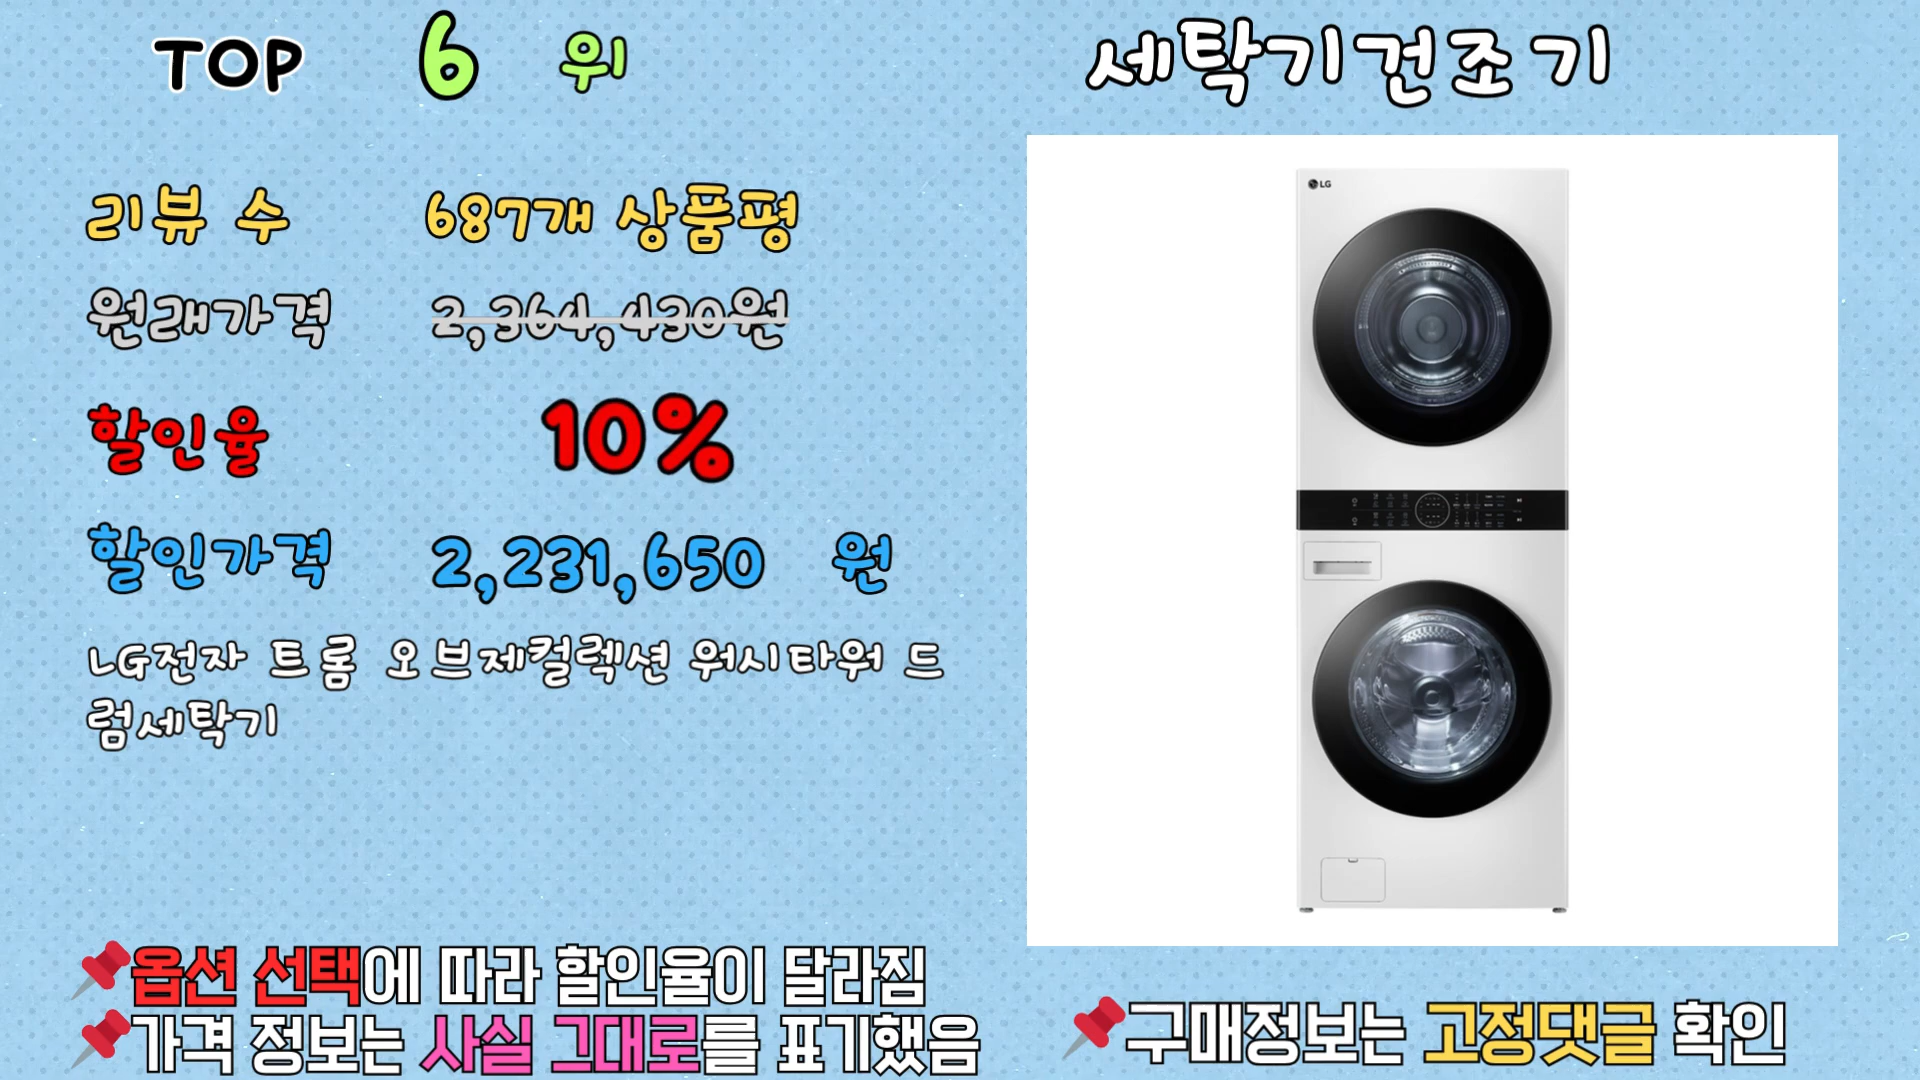 TOP 6 위
세탁기건조기
리뷰 수 687개 상품평
원래가격 2,364,430원
할인율 10%
할인가격 2,231,650 원
LG전자 트롬 오브제컬렉션 워시타워 드
럼세탁기
LG
📌옵션 선택에 따라 할인율이 달라짐
📌가격 정보는 사실 그대로를 표기했음
📌구매정보는 고정댓글 확인